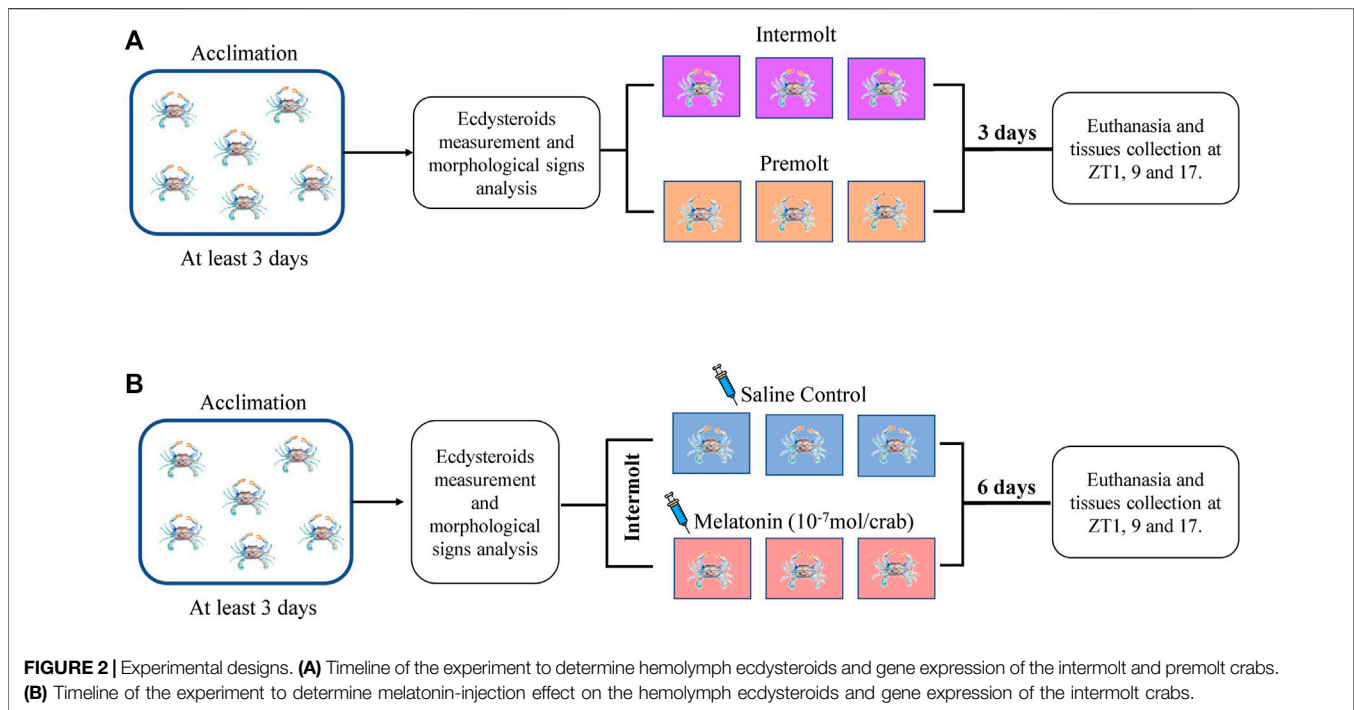 A
Acclimation
At least 3 days
Ecdysteroids
measurement and
morphological signs
analysis
Intermolt
Premolt
3 days
Euthanasia and
tissues collection at
ZT1, 9 and 17.
B
Acclimation
At least 3 days
Ecdysteroids
measurement
and
morphological
signs analysis
Intermolt
Saline Control
Melatonin (10⁻⁷mol/crab)
6 days
Euthanasia and
tissues collection at
ZT1, 9 and 17.
FIGURE 2 | Experimental designs. (A) Timeline of the experiment to determine hemolymph ecdysteroids and gene expression of the intermolt and premolt crabs.
(B) Timeline of the experiment to determine melatonin-injection effect on the hemolymph ecdysteroids and gene expression of the intermolt crabs.